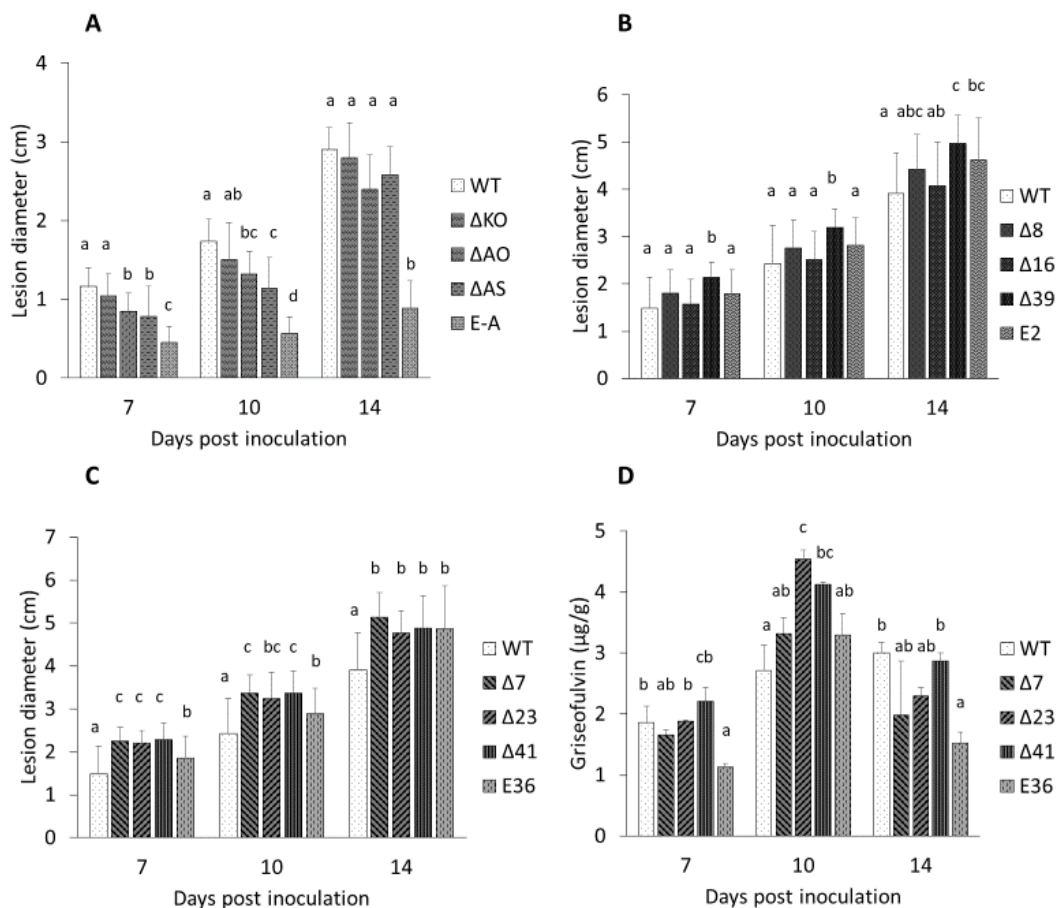 A
Lesion diameter (cm)
4
3
2
1
0
a a b b c
a ab bc c d
a a a a b
7 10 14
Days post inoculation
WT
ΔKO
ΔAO
ΔAS
E-A
B
Lesion diameter (cm)
6
5
4
3
2
1
0
a a a b a
a a a b a
a abc ab c bc
7 10 14
Days post inoculation
WT
Δ8
Δ16
Δ39
E2
C
Lesion diameter (cm)
7
6
5
4
3
2
1
0
a c c c b
a c bc c b
a b b b b
7 10 14
Days post inoculation
WT
Δ7
Δ23
Δ41
E36
D
Griseofulvin (µg/g)
5
4
3
2
1
0
b ab b cb a
a ab c bc ab
b ab ab b a
7 10 14
Days post inoculation
WT
Δ7
Δ23
Δ41
E36